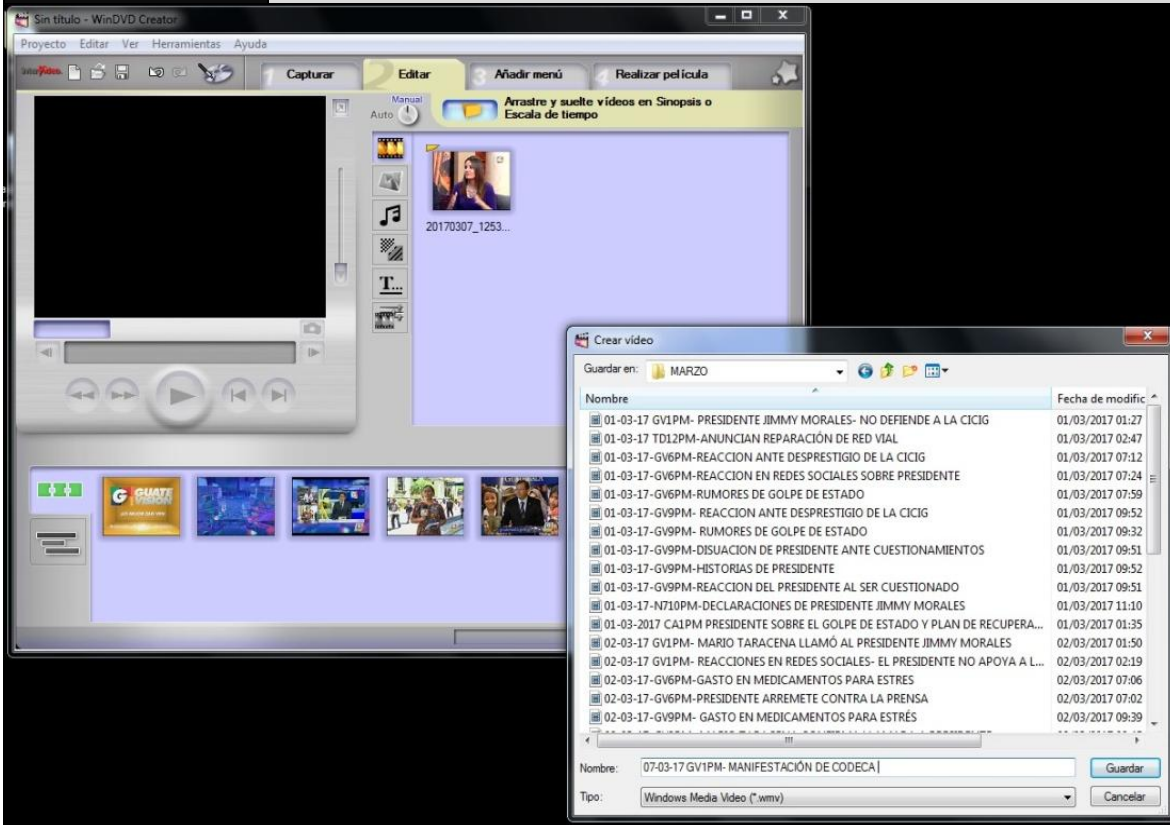 Sin título - WinDVD Creator
Proyecto Editar Ver Herramientas Ayuda
InterVideo.
1 Capturar
2 Editar
3 Añadir menú
4 Realizar película
Manual
Auto
Arrastre y suelte vídeos en Sinopsis o
Escala de tiempo
20170307_1253...
T...
G GUATE
VISION
Crear vídeo
Guardar en: MARZO
Nombre Fecha de modific
01-03-17 GV1PM- PRESIDENTE JIMMY MORALES- NO DEFIENDE A LA CICIG 01/03/2017 01:27
01-03-17 TD12PM-ANUNCIAN REPARACIÓN DE RED VIAL 01/03/2017 02:47
01-03-17-GV6PM-REACCION ANTE DESPRESTIGIO DE LA CICIG 01/03/2017 07:12
01-03-17-GV6PM-REACCION EN REDES SOCIALES SOBRE PRESIDENTE 01/03/2017 07:24
01-03-17-GV6PM-RUMORES DE GOLPE DE ESTADO 01/03/2017 07:59
01-03-17-GV9PM- REACCION ANTE DESPRESTIGIO DE LA CICIG 01/03/2017 09:52
01-03-17-GV9PM- RUMORES DE GOLPE DE ESTADO 01/03/2017 09:32
01-03-17-GV9PM-DISUACION DE PRESIDENTE ANTE CUESTIONAMIENTOS 01/03/2017 09:51
01-03-17-GV9PM-HISTORIAS DE PRESIDENTE 01/03/2017 09:52
01-03-17-GV9PM-REACCION DEL PRESIDENTE AL SER CUESTIONADO 01/03/2017 09:51
01-03-17-N710PM-DECLARACIONES DE PRESIDENTE JIMMY MORALES 01/03/2017 11:10
01-03-2017 CA1PM PRESIDENTE SOBRE EL GOLPE DE ESTADO Y PLAN DE RECUPERA... 01/03/2017 01:35
02-03-17 GV1PM- MARIO TARACENA LLAMÓ AL PRESIDENTE JIMMY MORALES 02/03/2017 01:50
02-03-17 GV1PM- REACCIONES EN REDES SOCIALES- EL PRESIDENTE NO APOYA A L... 02/03/2017 02:19
02-03-17-GV6PM-GASTO EN MEDICAMENTOS PARA ESTRES 02/03/2017 07:06
02-03-17-GV6PM-PRESIDENTE ARREMETE CONTRA LA PRENSA 02/03/2017 07:02
02-03-17-GV9PM- GASTO EN MEDICAMENTOS PARA ESTRÉS 02/03/2017 09:39
Nombre: 07-03-17 GV1PM- MANIFESTACIÓN DE CODECA Guardar
Tipo: Windows Media Video (*.wmv) Cancelar